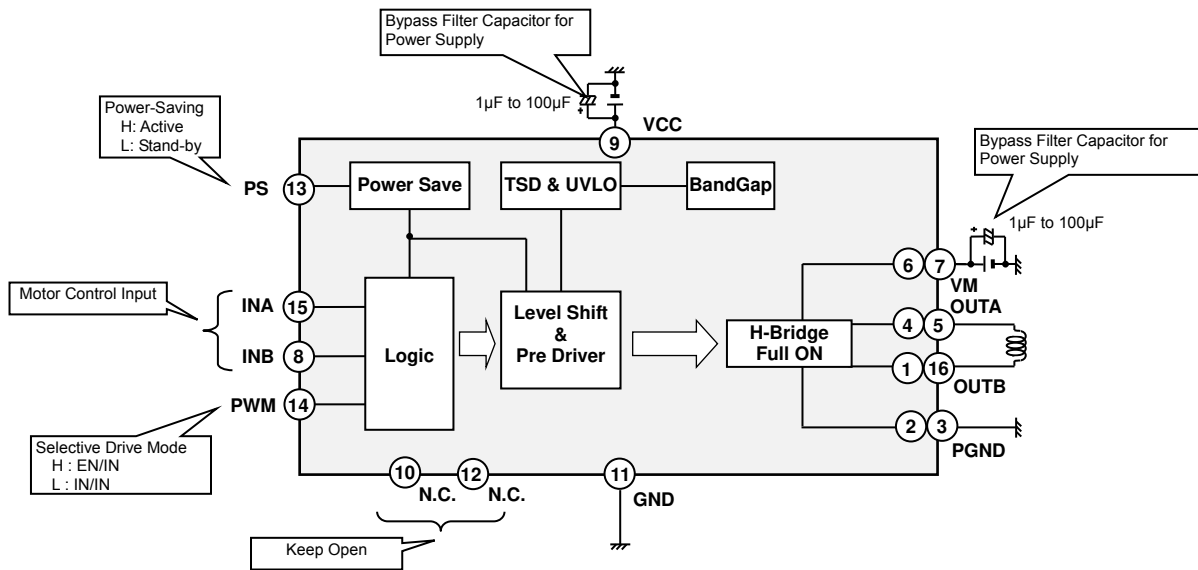 Bypass Filter Capacitor for
Power Supply
1µF to 100µF
+
VCC
9
Power-Saving
H: Active
L: Stand-by
PS
13
Power Save
TSD & UVLO
BandGap
Bypass Filter Capacitor for
Power Supply
+
1µF to 100µF
6
7
VM
Motor Control Input
INA
15
INB
8
PWM
14
Logic
Level Shift
&
Pre Driver
H-Bridge
Full ON
OUTA
4
5
1
16
OUTB
2
3
PGND
Selective Drive Mode
H : EN/IN
L : IN/IN
10
N.C.
12
N.C.
11
GND
Keep Open